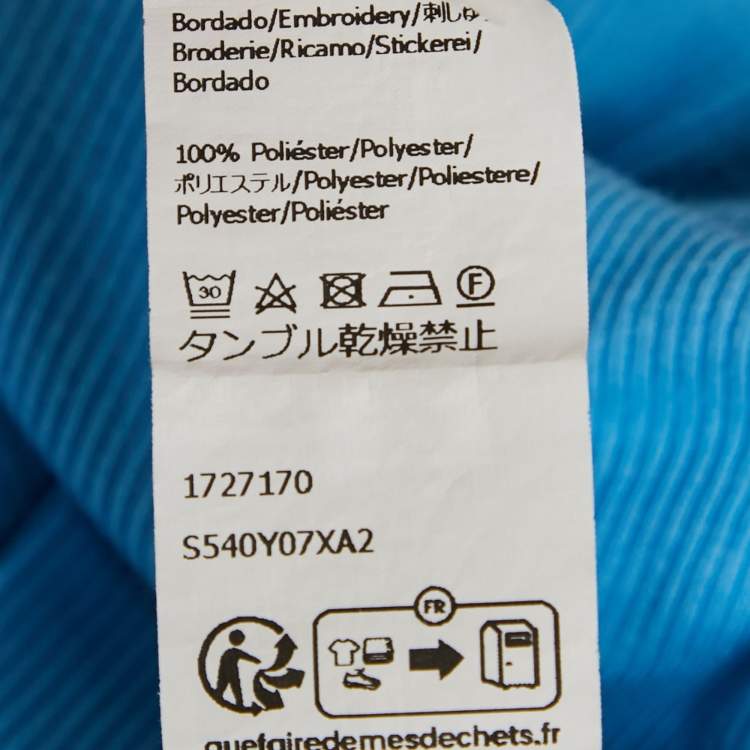 Bordado/Embroidery/刺しゅ
Broderie/Ricamo/Stickerei/
Bordado
100% Poliéster/Polyester/
ポリエステル/Polyester/Poliestere/
Polyester/Poliéster
30 F
タンブル乾燥禁止
1727170
S540Y07XA2
FR
quefairedemesdechets.fr